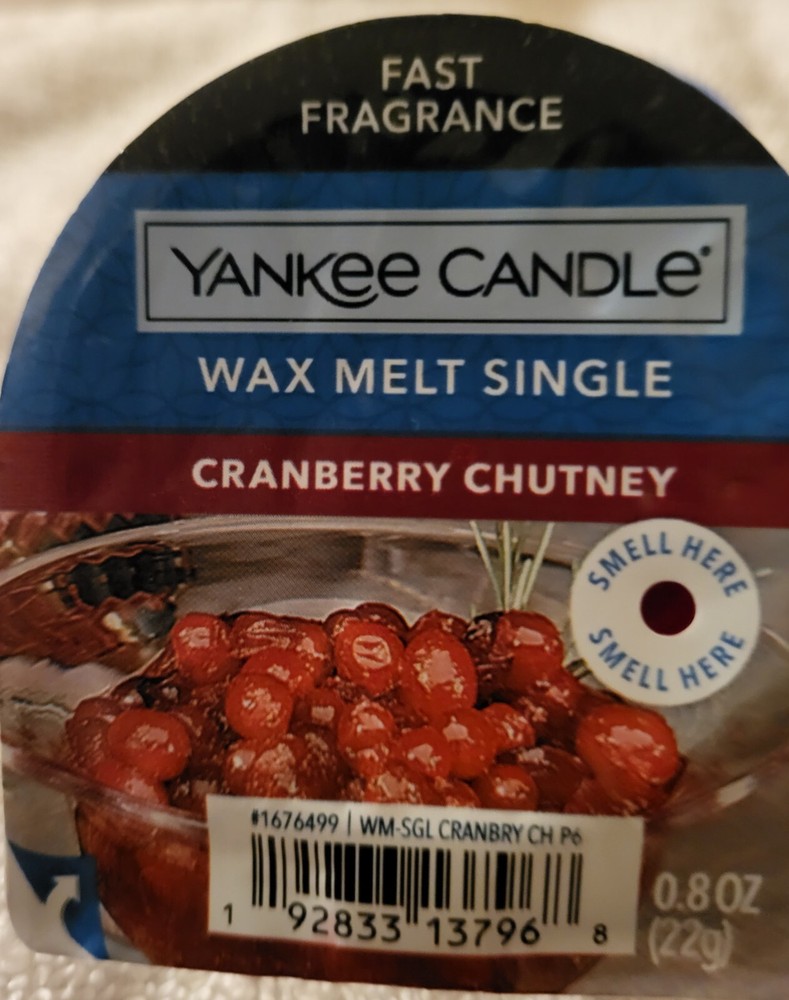 FAST
FRAGRANCE
YANKEE CANDLE®
WAX MELT SINGLE
CRANBERRY CHUTNEY
SMELL HERE
SMELL HERE
#1676499 | WM-SGL CRANBRY CH P6
1 92833 13796 8
0.8 OZ
(22g)